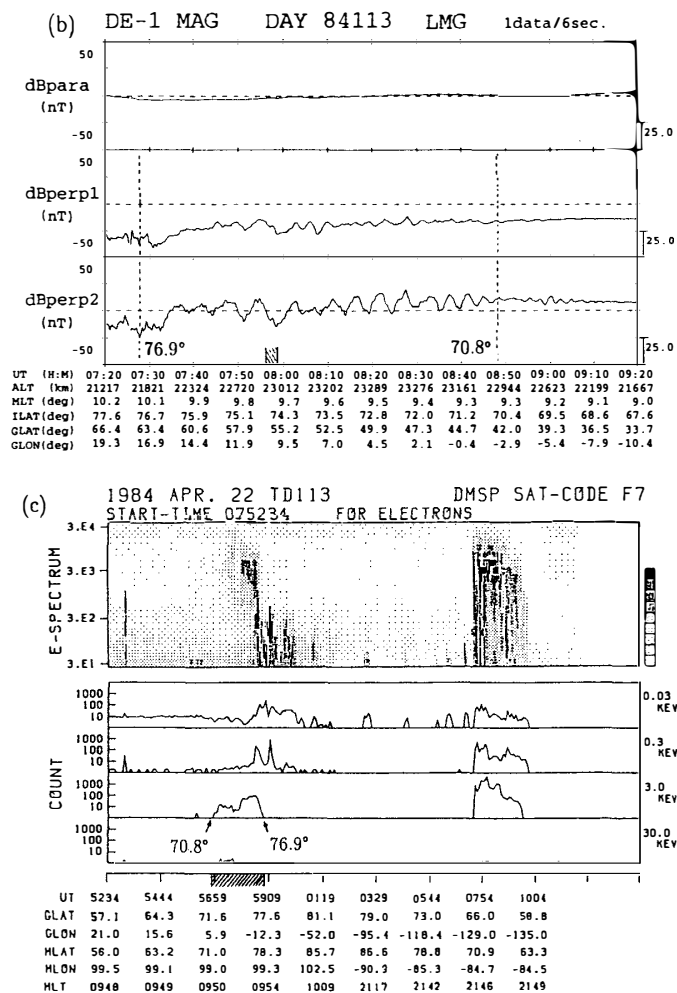 (b) DE-1 MAG DAY 84113 LMG 1data/6sec.
50
dBpara
(nT)
-50
25.0
50
dBperp1
(nT)
-50
25.0
50
dBperp2
(nT)
-50
25.0
76.9°
70.8°
UT (H:M) 07:20 07:30 07:40 07:50 08:00 08:10 08:20 08:30 08:40 08:50 09:00 09:10 09:20
ALT (km) 21217 21821 22324 22720 23012 23202 23289 23276 23161 22944 22623 22199 21667
MLT (deg) 10.2 10.1 9.9 9.8 9.7 9.6 9.5 9.4 9.3 9.3 9.2 9.1 9.0
ILAT(deg) 77.6 76.7 75.9 75.1 74.3 73.5 72.8 72.0 71.2 70.4 69.5 68.6 67.6
GLAT(deg) 66.4 63.4 60.6 57.9 55.2 52.5 49.9 47.3 44.7 42.0 39.3 36.5 33.7
GLON(deg) 19.3 16.9 14.4 11.9 9.5 7.0 4.5 2.1 -0.4 -2.9 -5.4 -7.9 -10.4
(c) 1984 APR. 22 TD113 DMSP SAT-CODE F7
START-TIME 075234 FOR ELECTRONS
3.E4
3.E3
3.E2
3.E1
E-SPECTRUM
1000
100
10
0.03
KEV
1000
100
10
0.3
KEV
1000
100
10
3.0
KEV
1000
100
10
30.0
KEV
COUNT
70.8°
76.9°
UT 5234 5444 5659 5909 0119 0329 0544 0754 1004
GLAT 57.1 64.3 71.6 77.6 81.1 79.0 73.0 66.0 58.8
GLON 21.0 15.6 5.9 -12.3 -52.0 -95.4 -118.4 -129.0 -135.0
MLAT 56.0 63.2 71.0 78.3 85.7 86.6 78.8 70.9 63.3
MLON 99.5 99.1 99.0 99.3 102.5 -90.3 -85.3 -84.7 -84.5
MLT 0948 0949 0950 0954 1009 2117 2142 2146 2149